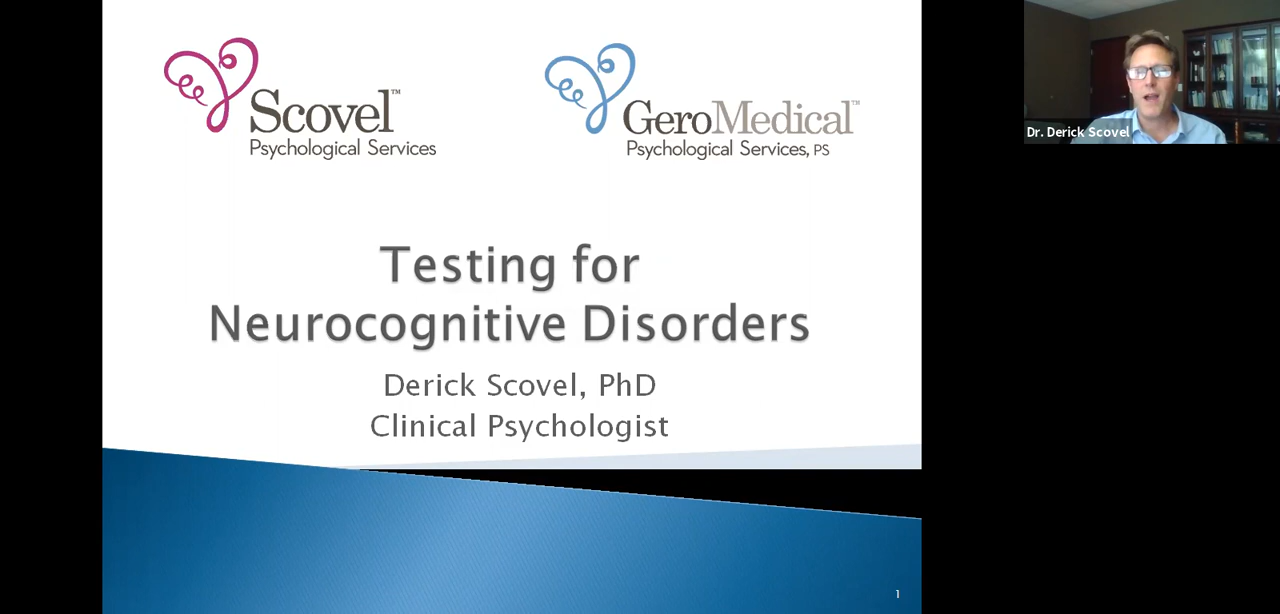 Scovel™
Psychological Services
GeroMedical™
Psychological Services, PS
Dr. Derick Scovel
Testing for
Neurocognitive Disorders
Derick Scovel, PhD
Clinical Psychologist
1